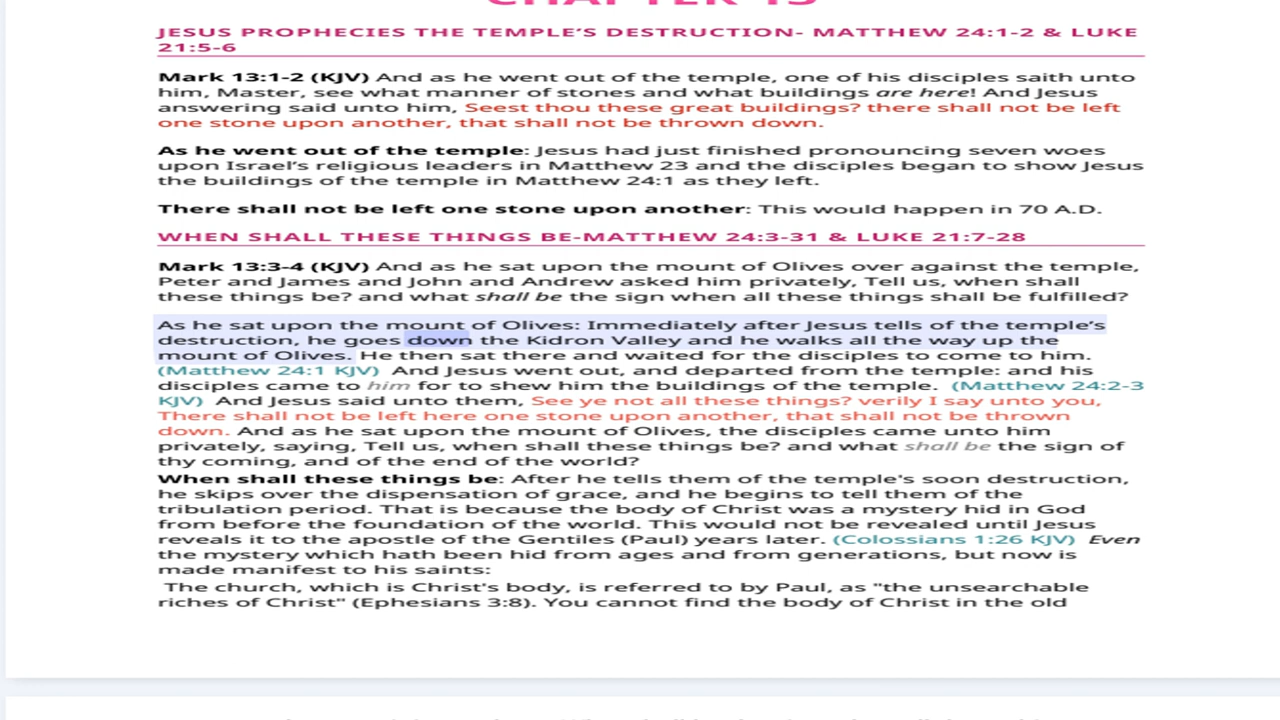 CHAPTER 13
JESUS PROPHECIES THE TEMPLE'S DESTRUCTION- MATTHEW 24:1-2 & LUKE
21:5-6
Mark 13:1-2 (KJV) And as he went out of the temple, one of his disciples saith unto
him, Master, see what manner of stones and what buildings are here! And Jesus
answering said unto him, Seest thou these great buildings? there shall not be left
one stone upon another, that shall not be thrown down.
As he went out of the temple: Jesus had just finished pronouncing seven woes
upon Israel's religious leaders in Matthew 23 and the disciples began to show Jesus
the buildings of the temple in Matthew 24:1 as they left.
There shall not be left one stone upon another: This would happen in 70 A.D.
WHEN SHALL THESE THINGS BE-MATTHEW 24:3-31 & LUKE 21:7-28
Mark 13:3-4 (KJV) And as he sat upon the mount of Olives over against the temple,
Peter and James and John and Andrew asked him privately, Tell us, when shall
these things be? and what shall be the sign when all these things shall be fulfilled?
As he sat upon the mount of Olives: Immediately after Jesus tells of the temple's
destruction, he goes down the Kidron Valley and he walks all the way up the
mount of Olives. He then sat there and waited for the disciples to come to him.
(Matthew 24:1 KJV) And Jesus went out, and departed from the temple: and his
disciples came to him for to shew him the buildings of the temple. (Matthew 24:2-3
KJV) And Jesus said unto them, See ye not all these things? verily I say unto you,
There shall not be left here one stone upon another, that shall not be thrown
down. And as he sat upon the mount of Olives, the disciples came unto him
privately, saying, Tell us, when shall these things be? and what shall be the sign of
thy coming, and of the end of the world?
When shall these things be: After he tells them of the temple's soon destruction,
he skips over the dispensation of grace, and he begins to tell them of the
tribulation period. That is because the body of Christ was a mystery hid in God
from before the foundation of the world. This would not be revealed until Jesus
reveals it to the apostle of the Gentiles (Paul) years later. (Colossians 1:26 KJV) Even
the mystery which hath been hid from ages and from generations, but now is
made manifest to his saints:
The church, which is Christ's body, is referred to by Paul, as "the unsearchable
riches of Christ" (Ephesians 3:8). You cannot find the body of Christ in the old